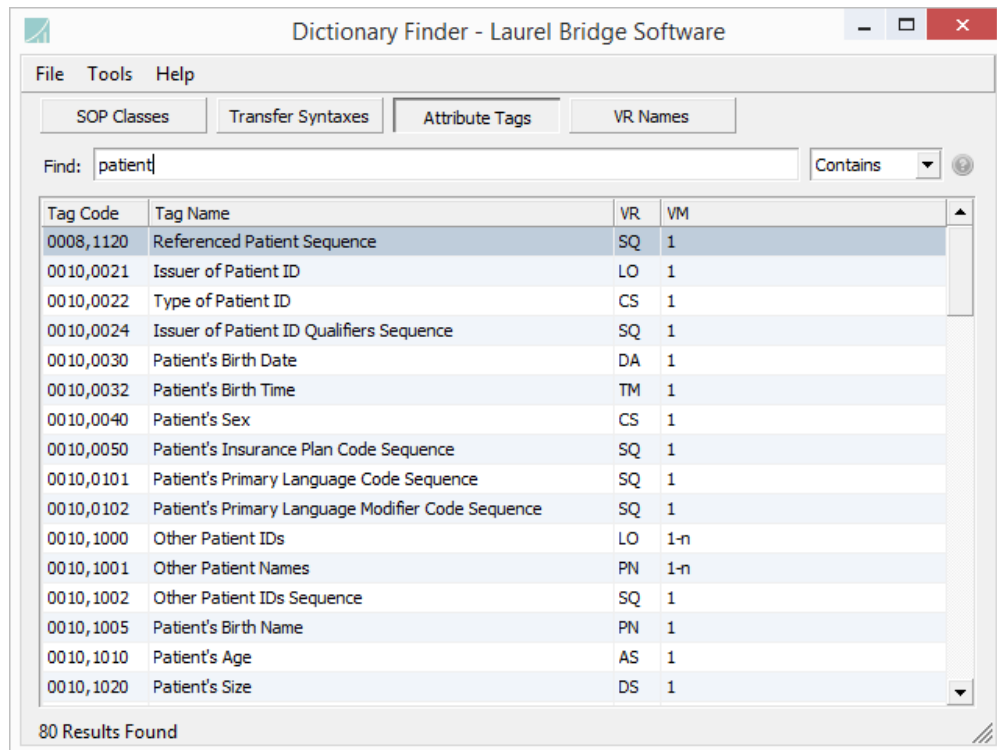 Dictionary Finder - Laurel Bridge Software
File Tools Help
SOP Classes Transfer Syntaxes Attribute Tags VR Names
Find: patient Contains
Tag Code Tag Name VR VM
0008,1120 Referenced Patient Sequence SQ 1
0010,0021 Issuer of Patient ID LO 1
0010,0022 Type of Patient ID CS 1
0010,0024 Issuer of Patient ID Qualifiers Sequence SQ 1
0010,0030 Patient's Birth Date DA 1
0010,0032 Patient's Birth Time TM 1
0010,0040 Patient's Sex CS 1
0010,0050 Patient's Insurance Plan Code Sequence SQ 1
0010,0101 Patient's Primary Language Code Sequence SQ 1
0010,0102 Patient's Primary Language Modifier Code Sequence SQ 1
0010,1000 Other Patient IDs LO 1-n
0010,1001 Other Patient Names PN 1-n
0010,1002 Other Patient IDs Sequence SQ 1
0010,1005 Patient's Birth Name PN 1
0010,1010 Patient's Age AS 1
0010,1020 Patient's Size DS 1
80 Results Found